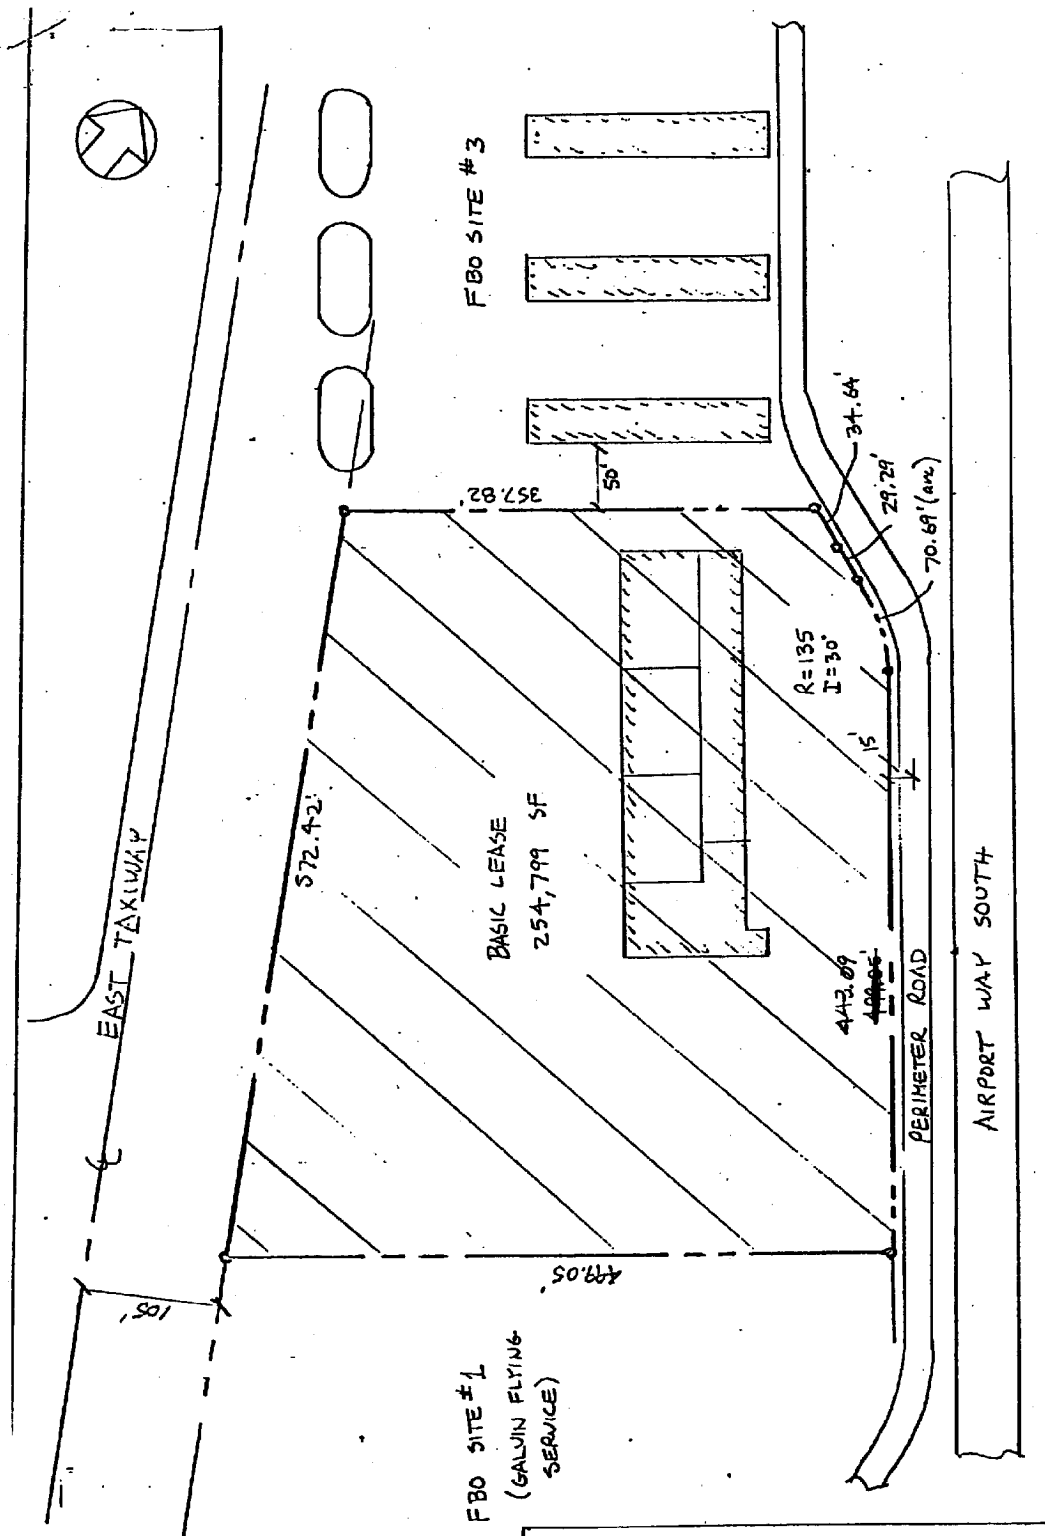 EAST TAXIWAY
℄
105'
572.42'
FBO SITE #3
357.82'
50'
34.64'
29.29'
70.69' (arc)
R=135
I=30°
15'
BASIC LEASE
254,799 SF
443.09
499.05'
PERIMETER ROAD
AIRPORT WAY SOUTH
499.05'
FBO SITE #1
(GALVIN FLYING
SERVICE)